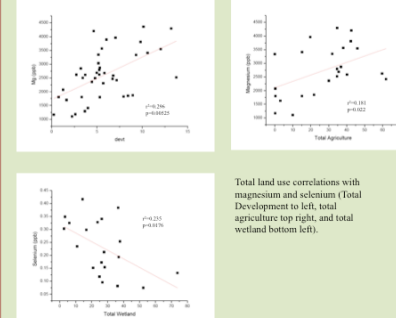 r²=0.296
p=0.00525
Mg (ppb)
devt
Magnesium (ppb)
r²=0.181
p=0.022
Total Agriculture
Selenium (ppb)
r²=0.235
p=0.0176
Total Wetland
Total land use correlations with
magnesium and selenium (Total
Development to left, total
agriculture top right, and total
wetland bottom left).